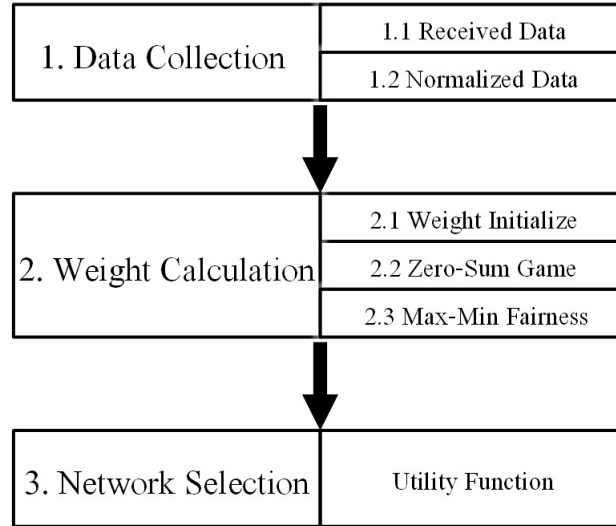 1. Data Collection
1.1 Received Data
1.2 Normalized Data
2. Weight Calculation
2.1 Weight Initialize
2.2 Zero-Sum Game
2.3 Max-Min Fairness
3. Network Selection
Utility Function